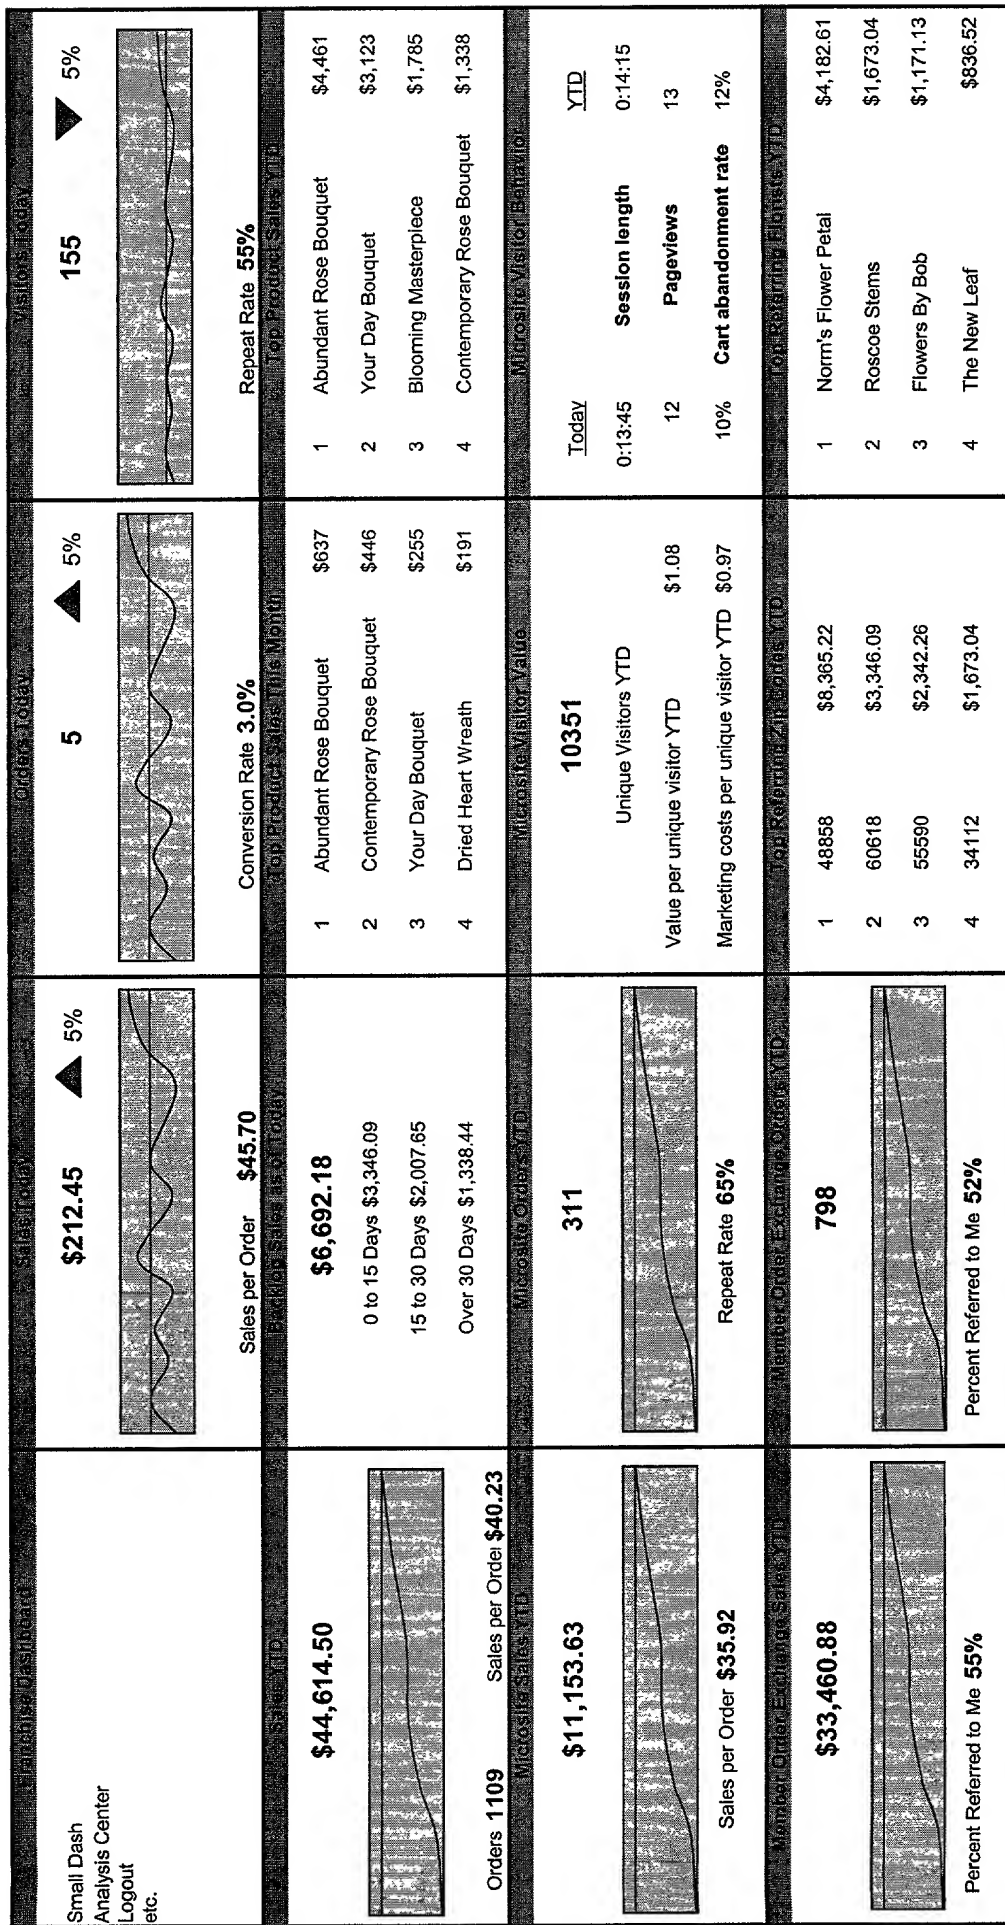 Franchise Dashboard
Small Dash
Analysis Center
Logout
etc.
Sales Today
$212.45 5%
Sales per Order $45.70
Orders Today
5 5%
Conversion Rate 3.0%
Visitors Today
155 5%
Repeat Rate 55%
Sales YTD
$44,614.50
Orders 1109 Sales per Order $40.23
Backlog Sales as of Today
$6,692.18
0 to 15 Days $3,346.09
15 to 30 Days $2,007.65
Over 30 Days $1,338.44
Top Product Sales This Month
1 Abundant Rose Bouquet $637
2 Contemporary Rose Bouquet $446
3 Your Day Bouquet $255
4 Dried Heart Wreath $191
Top Product Sales YTD
1 Abundant Rose Bouquet $4,461
2 Your Day Bouquet $3,123
3 Blooming Masterpiece $1,785
4 Contemporary Rose Bouquet $1,338
Microsite Sales YTD
$11,153.63
Sales per Order $35.92
Microsite Orders YTD
311
Repeat Rate 65%
Microsite Visitor Value
10351
Unique Visitors YTD
Value per unique visitor YTD $1.08
Marketing costs per unique visitor YTD $0.97
Microsite Visitor Behavior
Today YTD
0:13:45 Session length 0:14:15
12 Pageviews 13
10% Cart abandonment rate 12%
Member Order Exchange Sales YTD
$33,460.88
Percent Referred to Me 55%
Member Order Exchange Orders YTD
798
Percent Referred to Me 52%
Top Referring Zip Codes YTD
1 48858 $8,365.22
2 60618 $3,346.09
3 55590 $2,342.26
4 34112 $1,673.04
Top Referring Florists YTD
1 Norm's Flower Petal $4,182.61
2 Roscoe Stems $1,673.04
3 Flowers By Bob $1,171.13
4 The New Leaf $836.52